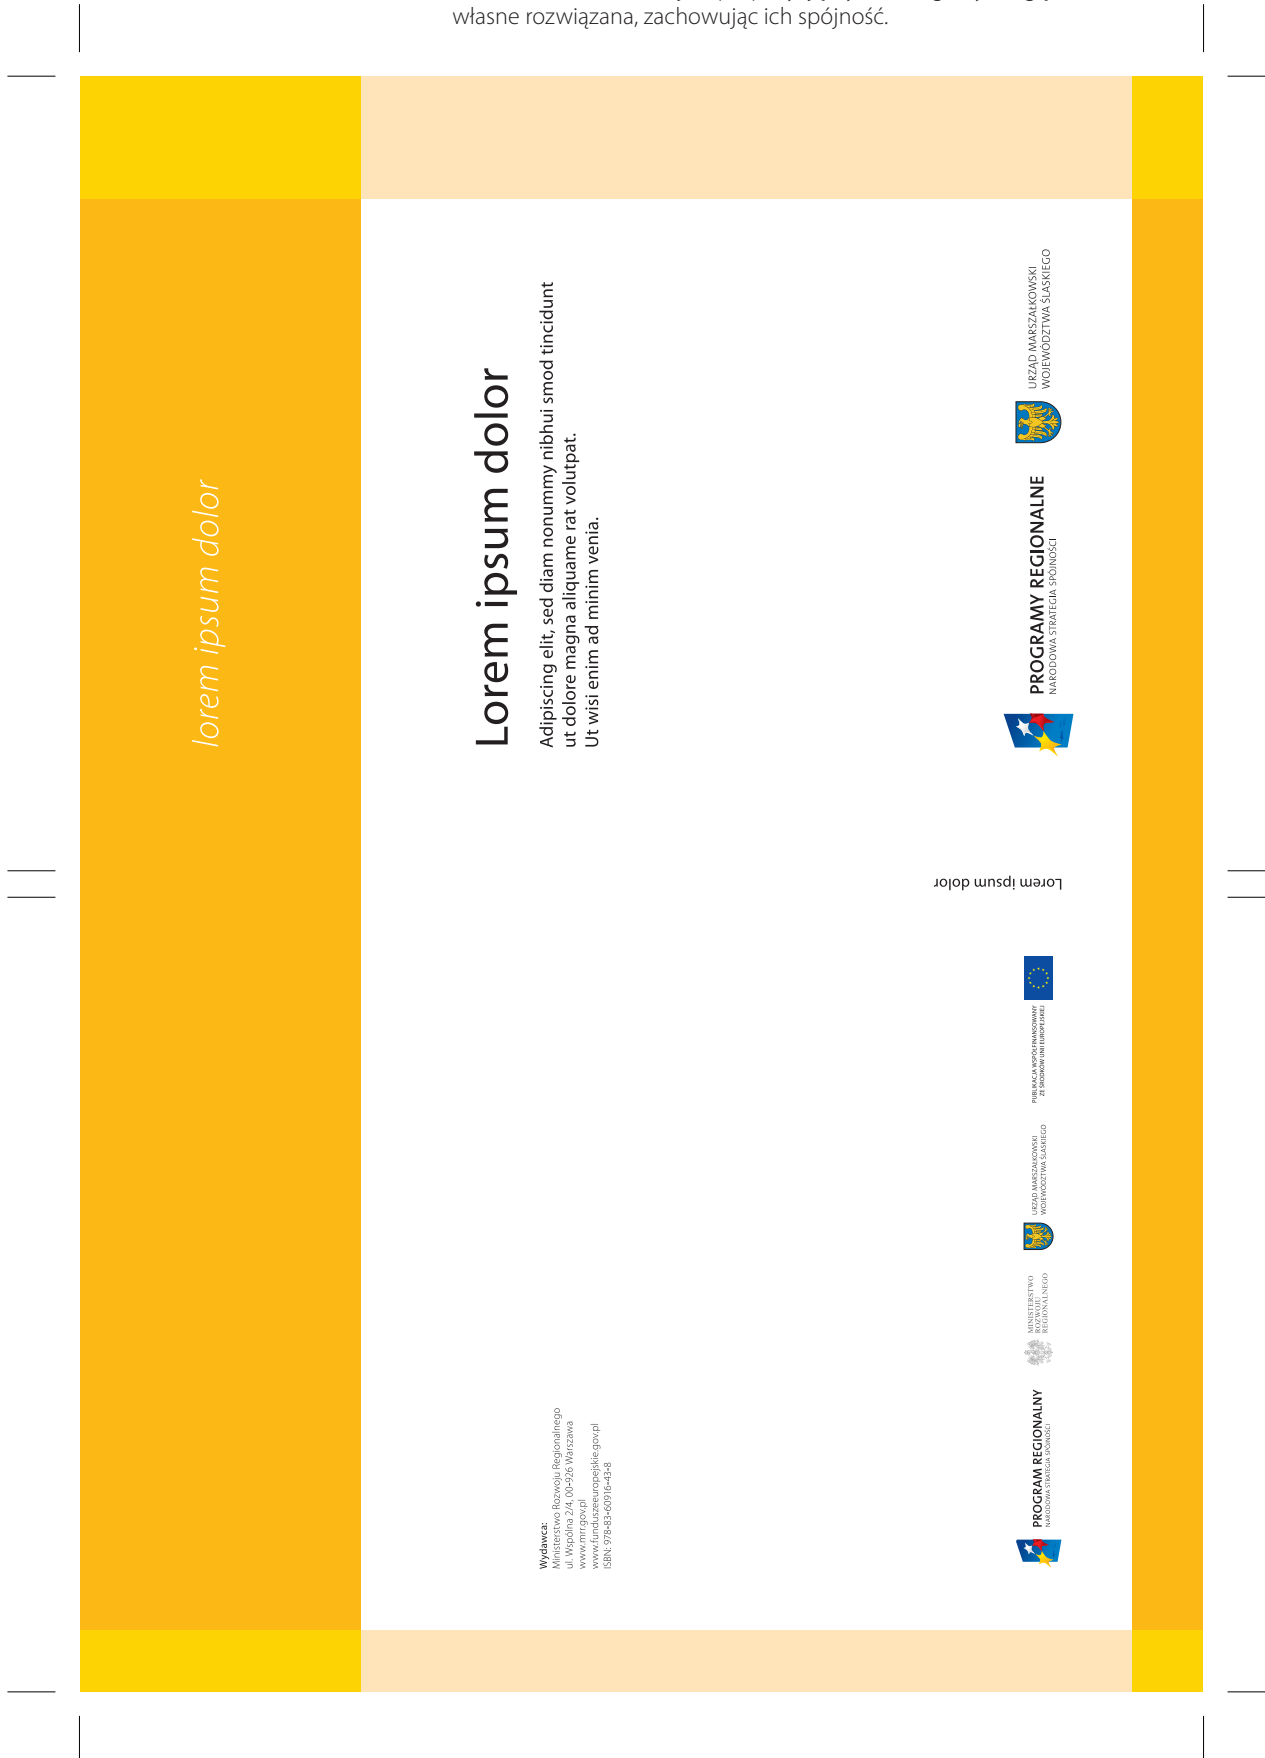 własne rozwiązana, zachowując ich spójność.
lorem ipsum dolor
Lorem ipsum dolor
Adipiscing elit, sed diam nonummy nibhui smod tincidunt
ut dolore magna aliquame rat volutpat.
Ut wisi enim ad minim venia.
PROGRAMY REGIONALNE
NARODOWA STRATEGIA SPÓJNOŚCI
URZĄD MARSZAŁKOWSKI
WOJEWÓDZTWA ŚLĄSKIEGO
Lorem ipsum dolor
Wydawca:
Ministerstwo Rozwoju Regionalnego
ul. Wspólna 2/4, 00-926 Warszawa
www.mrr.gov.pl
www.funduszeeuropejskie.gov.pl
ISBN: 978-83-60916-43-8
PROGRAM REGIONALNY
NARODOWA STRATEGIA SPÓJNOŚCI
MINISTERSTWO
ROZWOJU
REGIONALNEGO
URZĄD MARSZAŁKOWSKI
WOJEWÓDZTWA ŚLĄSKIEGO
PUBLIKACJA WSPÓŁFINANSOWANY
ZE ŚRODKÓW UNII EUROPEJSKIEJ